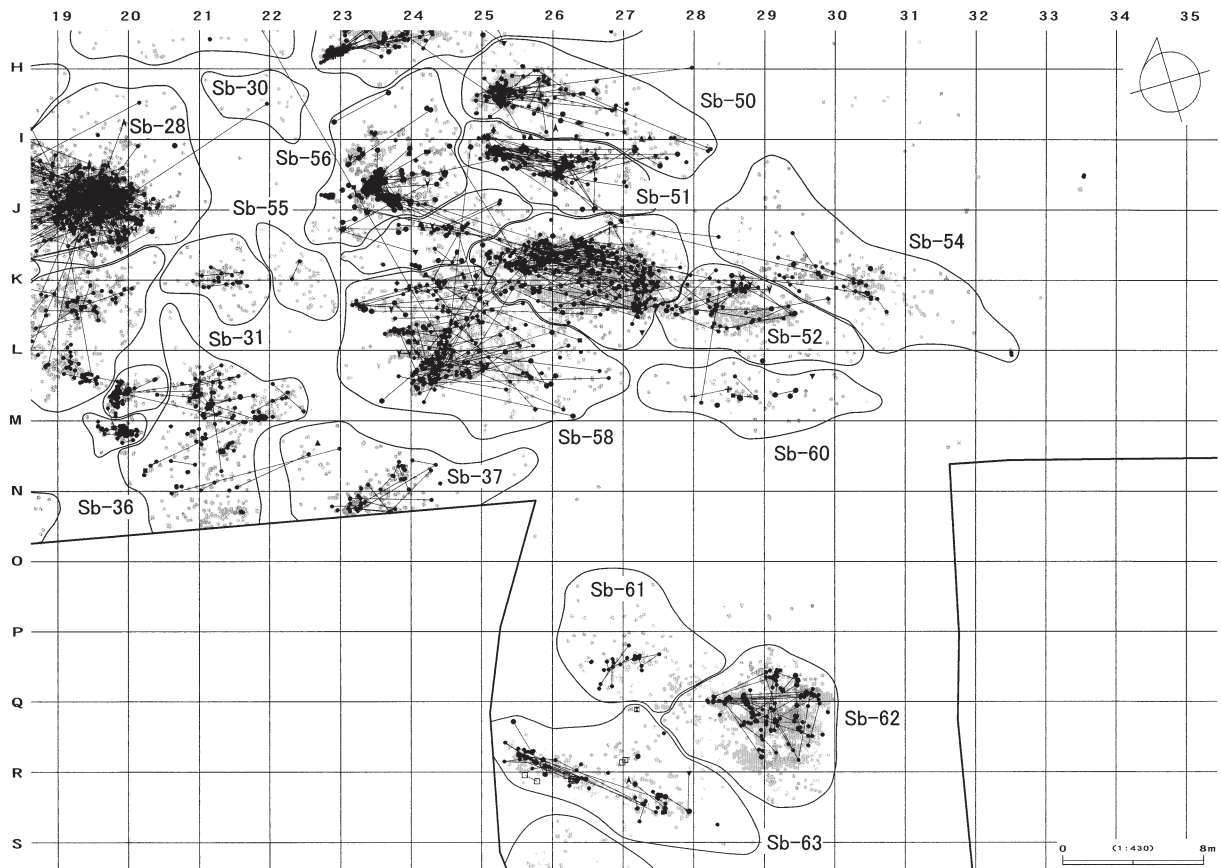 19 20 21 22 23 24 25 26 27 28 29 30 31 32 33 34 35
H
Sb-30
Sb-50
Sb-28
I
Sb-56
Sb-51
Sb-55
J
Sb-54
K
Sb-31
Sb-52
L
M
Sb-58
Sb-60
Sb-37
N
Sb-36
O
Sb-61
P
Q
Sb-62
R
Sb-63
S
0 (1:430) 8m